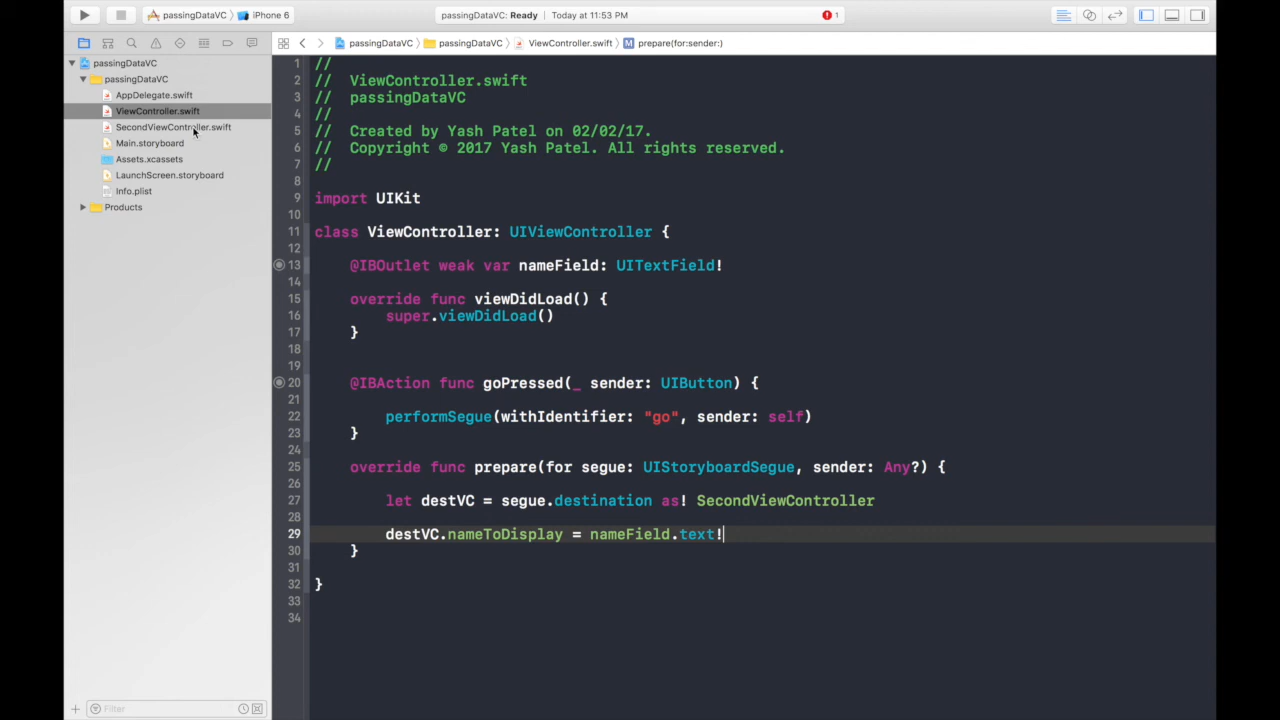 passingDataVC
iPhone 6
passingDataVC: Ready
Today at 11:53 PM
1
passingDataVC
passingDataVC
ViewController.swift
M
prepare(for:sender:)
passingDataVC
passingDataVC
AppDelegate.swift
ViewController.swift
SecondViewController.swift
Main.storyboard
Assets.xcassets
LaunchScreen.storyboard
Info.plist
Products
Filter
1 //
2 // ViewController.swift
3 // passingDataVC
4 //
5 // Created by Yash Patel on 02/02/17.
6 // Copyright © 2017 Yash Patel. All rights reserved.
7 //
8
9 import UIKit
10
11 class ViewController: UIViewController {
12
13 @IBOutlet weak var nameField: UITextField!
14
15 override func viewDidLoad() {
16 super.viewDidLoad()
17 }
18
19
20 @IBAction func goPressed(_ sender: UIButton) {
21
22 performSegue(withIdentifier: "go", sender: self)
23 }
24
25 override func prepare(for segue: UIStoryboardSegue, sender: Any?) {
26
27 let destVC = segue.destination as! SecondViewController
28
29 destVC.nameToDisplay = nameField.text!
30 }
31
32 }
33
34